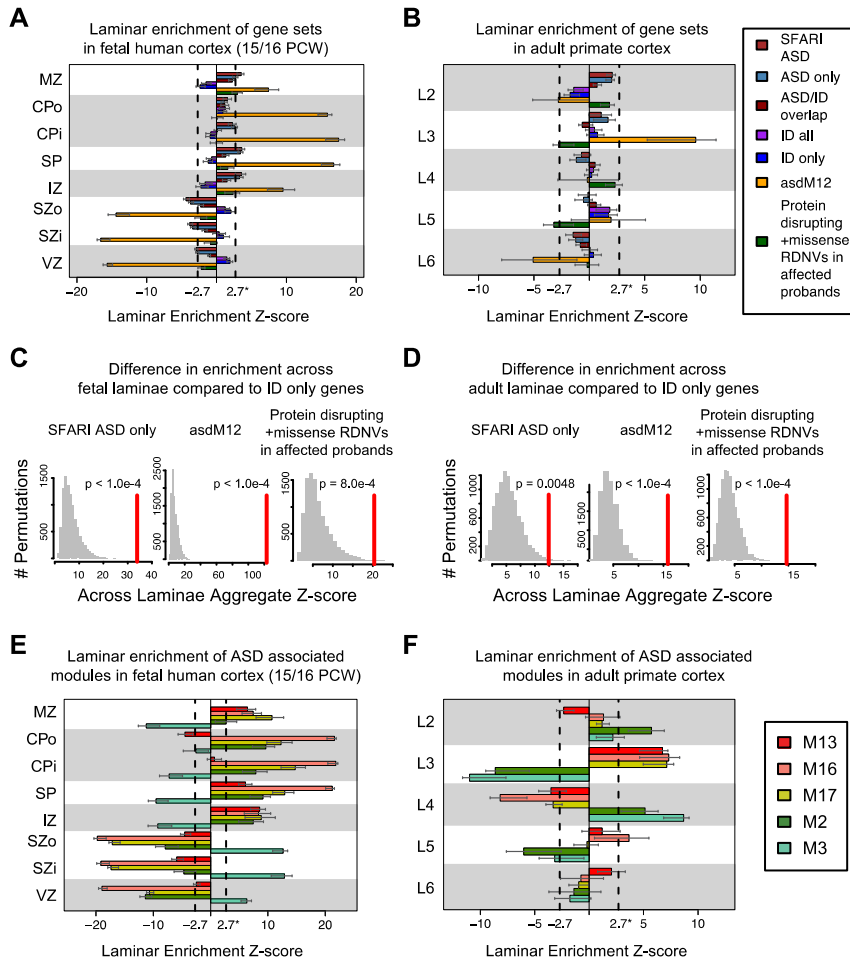 A
Laminar enrichment of gene sets
in fetal human cortex (15/16 PCW)
MZ
CPo
CPi
SP
IZ
SZo
SZi
VZ
−20
−10
−2.7
2.7*
10
20
Laminar Enrichment Z-score
B
Laminar enrichment of gene sets
in adult primate cortex
L2
L3
L4
L5
L6
−10
−5
−2.7
2.7*
5
10
Laminar Enrichment Z-score
SFARI
ASD
ASD only
ASD/ID
overlap
ID all
ID only
asdM12
Protein
disrupting
+missense
RDNVs in
affected
probands
C
Difference in enrichment across
fetal laminae compared to ID only genes
SFARI ASD only
asdM12
Protein disrupting
+missense RDNVs
in affected probands
# Permutations
500
1500
p < 1.0e-4
0
10
20
30
40
500
1500
2500
p < 1.0e-4
20
60
100
500
1000
p = 8.0e-4
0
10
20
Across Laminae Aggregate Z-score
D
Difference in enrichment across
adult laminae compared to ID only genes
SFARI ASD only
asdM12
Protein disrupting
+missense RDNVs
in affected probands
# Permutations
200
600
1000
p = 0.0048
5
10
15
500
1000
1500
2000
p < 1.0e-4
5
10
15
200
600
1000
p < 1.0e-4
5
15
Across Laminae Aggregate Z-score
E
Laminar enrichment of ASD associated
modules in fetal human cortex (15/16 PCW)
MZ
CPo
CPi
SP
IZ
SZo
SZi
VZ
−20
−10
−2.7
2.7*
10
20
Laminar Enrichment Z-score
F
Laminar enrichment of ASD associated
modules in adult primate cortex
L2
L3
L4
L5
L6
−10
−5
−2.7
2.7*
5
10
Laminar Enrichment Z-score
M13
M16
M17
M2
M3